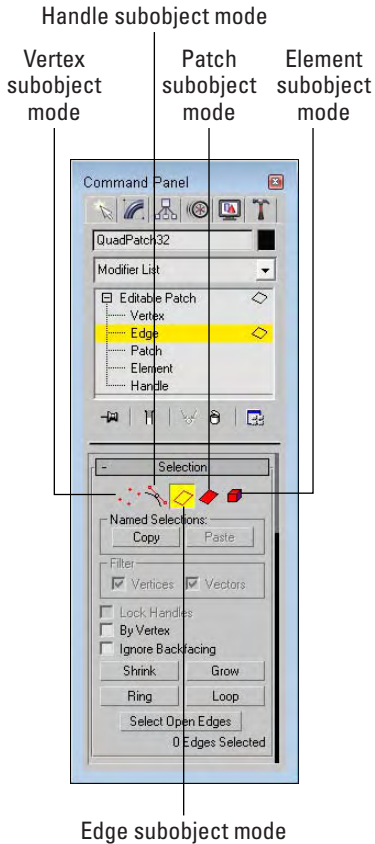 Handle subobject mode
Vertex subobject mode
Patch subobject mode
Element subobject mode
Command Panel
QuadPatch32
Modifier List
Editable Patch
Vertex
Edge
Patch
Element
Handle
- Selection
Named Selections:
Copy Paste
Filter
Vertices Vectors
Lock Handles
By Vertex
Ignore Backfacing
Shrink Grow
Ring Loop
Select Open Edges
0 Edges Selected
Edge subobject mode